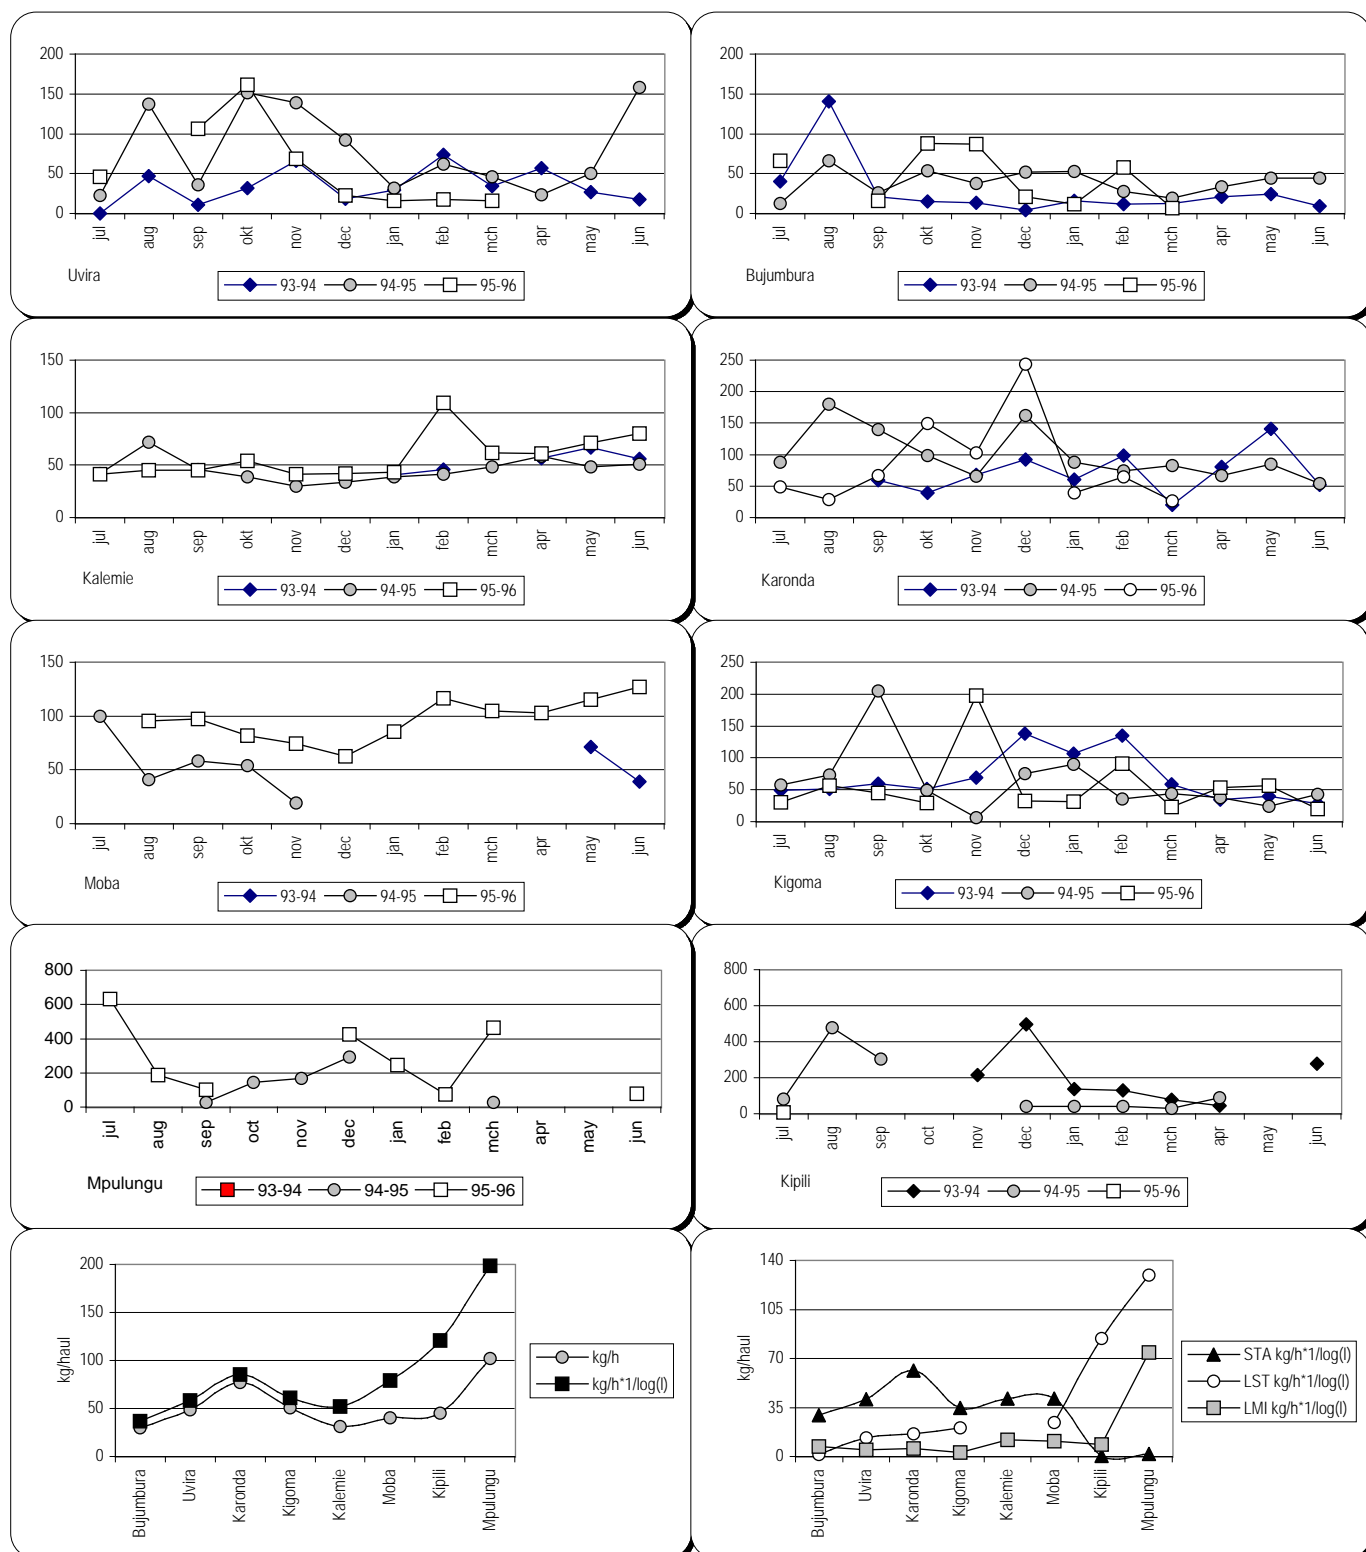 200
150
100
50
0
jul aug sep okt nov dec jan feb mch apr may jun
Uvira
93-94 94-95 95-96
200
150
100
50
0
jul aug sep okt nov dec jan feb mch apr may jun
Bujumbura
93-94 94-95 95-96
150
100
50
0
jul aug sep okt nov dec jan feb mch apr may jun
Kalemie
93-94 94-95 95-96
250
200
150
100
50
0
jul aug sep okt nov dec jan feb mch apr may jun
Karonda
93-94 94-95 95-96
150
100
50
0
jul aug sep okt nov dec jan feb mch apr may jun
Moba
93-94 94-95 95-96
250
200
150
100
50
0
jul aug sep okt nov dec jan feb mch apr may jun
Kigoma
93-94 94-95 95-96
800
600
400
200
0
jul aug sep oct nov dec jan feb mch apr may jun
Mpulungu
93-94 94-95 95-96
800
600
400
200
0
jul aug sep oct nov dec jan feb mch apr may jun
Kipili
93-94 94-95 95-96
kg/haul
200
150
100
50
0
Bujumbura Uvira Karonda Kigoma Kalemie Moba Kipili Mpulungu
kg/h
kg/h*1/log(l)
kg/haul
140
105
70
35
0
Bujumbura Uvira Karonda Kigoma Kalemie Moba Kipili Mpulungu
STA kg/h*1/log(l)
LST kg/h*1/log(l)
LMI kg/h*1/log(l)